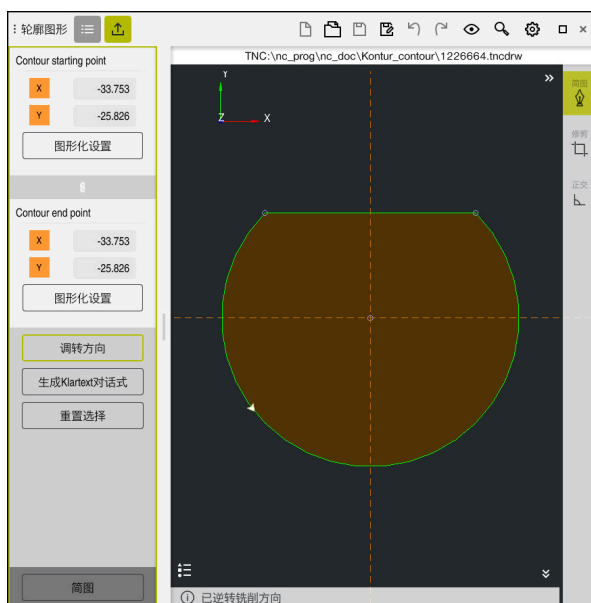 轮廓图形
TNC:\nc_prog\nc_doc\Kontur_contour\1226664.tncdrw
Contour starting point
X -33.753
Y -25.826
图形化设置
Contour end point
X -33.753
Y -25.826
图形化设置
调转方向
生成Klartext对话式
重置选择
简图
Y
Z X
已逆转铣削方向
简图
修剪
正交